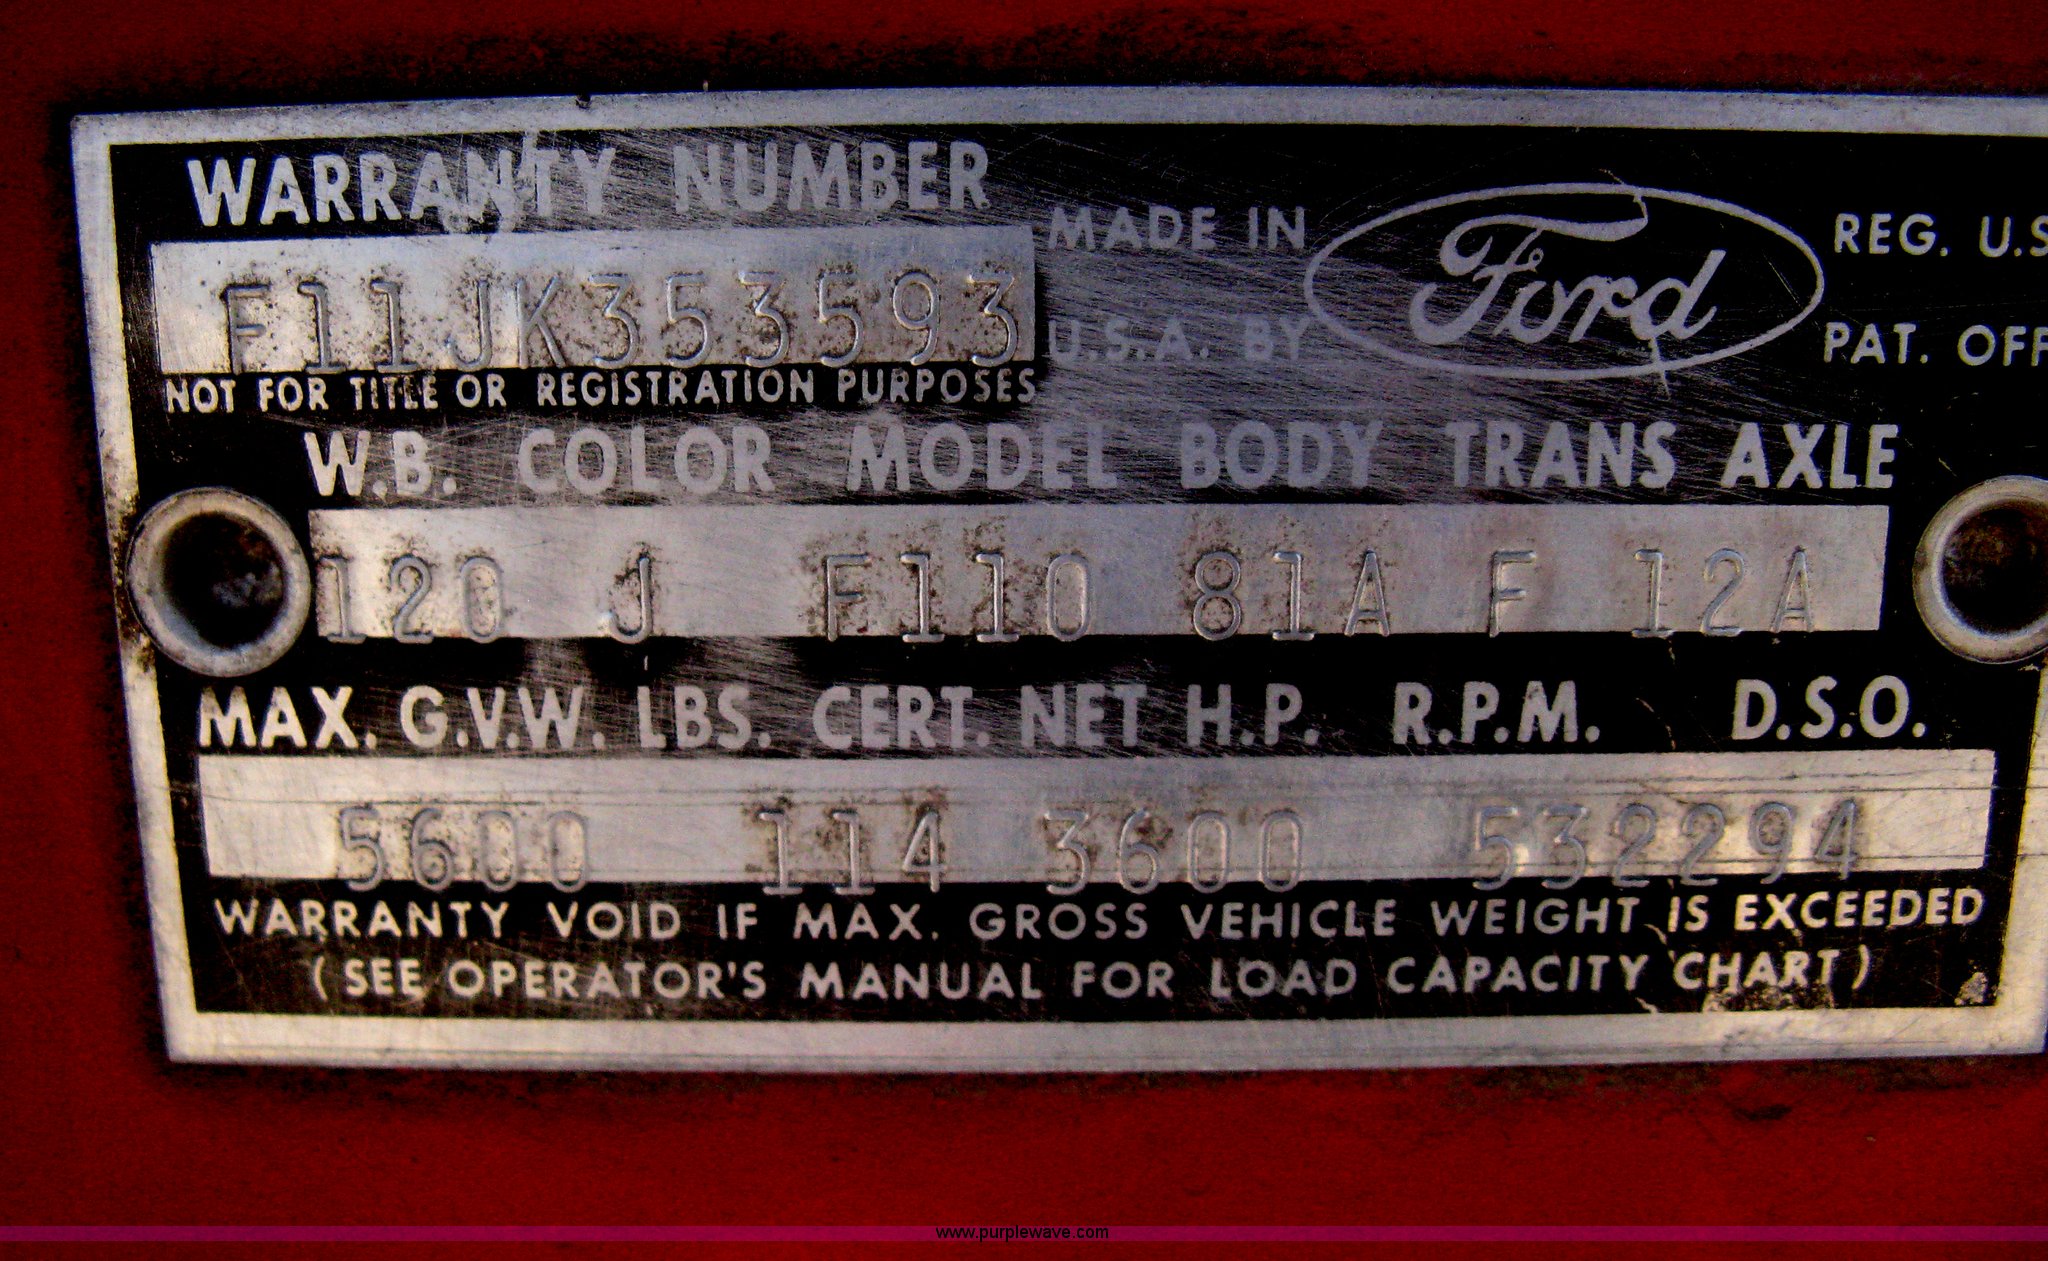 WARRANTY NUMBER
F11JK353593
NOT FOR TITLE OR REGISTRATION PURPOSES
MADE IN
U.S.A. BY
Ford
REG. U.S
PAT. OFF
W.B. COLOR MODEL BODY TRANS AXLE
120 J F110 81A F 12A
MAX. G.V.W. LBS. CERT. NET H.P. R.P.M. D.S.O.
5600 114 3600 532294
WARRANTY VOID IF MAX. GROSS VEHICLE WEIGHT IS EXCEEDED
(SEE OPERATOR'S MANUAL FOR LOAD CAPACITY CHART)
www.purplewave.com